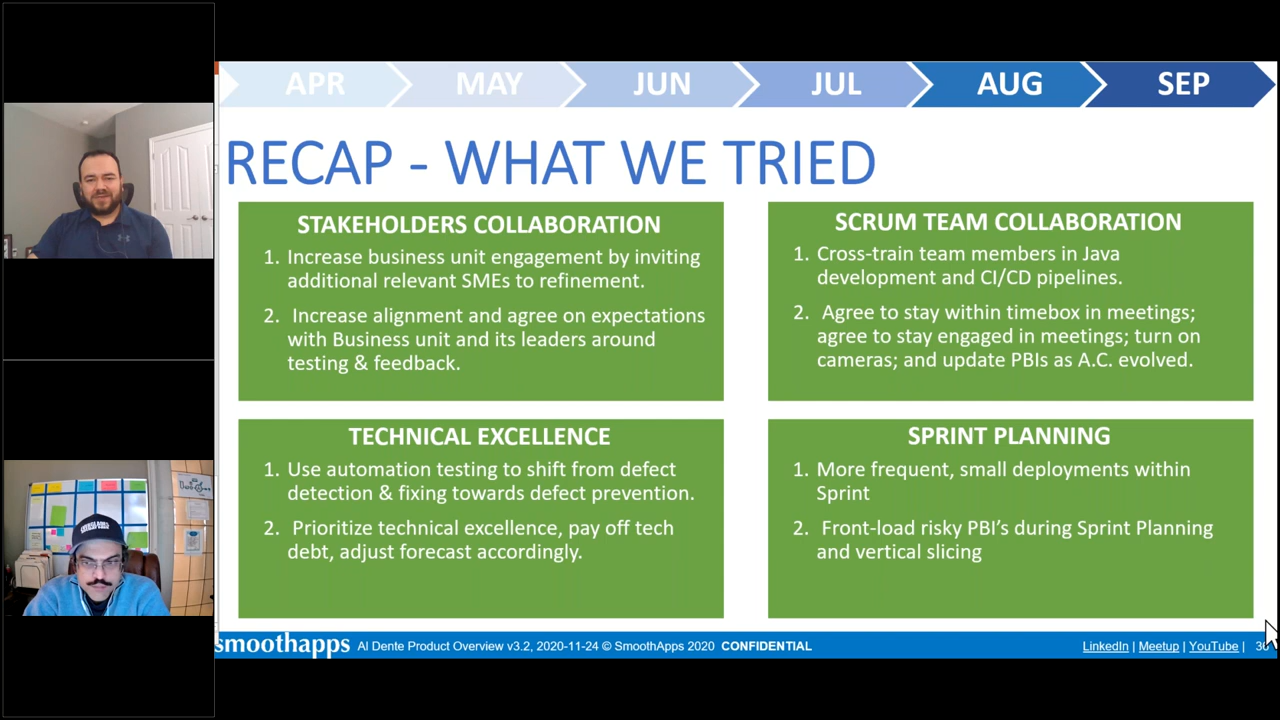 APR MAY JUN JUL AUG SEP
RECAP - WHAT WE TRIED
STAKEHOLDERS COLLABORATION
1. Increase business unit engagement by inviting
additional relevant SMEs to refinement.
2. Increase alignment and agree on expectations
with Business unit and its leaders around
testing & feedback.
SCRUM TEAM COLLABORATION
1. Cross-train team members in Java
development and CI/CD pipelines.
2. Agree to stay within timebox in meetings;
agree to stay engaged in meetings; turn on
cameras; and update PBIs as A.C. evolved.
TECHNICAL EXCELLENCE
1. Use automation testing to shift from defect
detection & fixing towards defect prevention.
2. Prioritize technical excellence, pay off tech
debt, adjust forecast accordingly.
SPRINT PLANNING
1. More frequent, small deployments within
Sprint
2. Front-load risky PBI's during Sprint Planning
and vertical slicing
smoothapps Al Dente Product Overview v3.2, 2020-11-24 © SmoothApps 2020 CONFIDENTIAL LinkedIn | Meetup | YouTube |